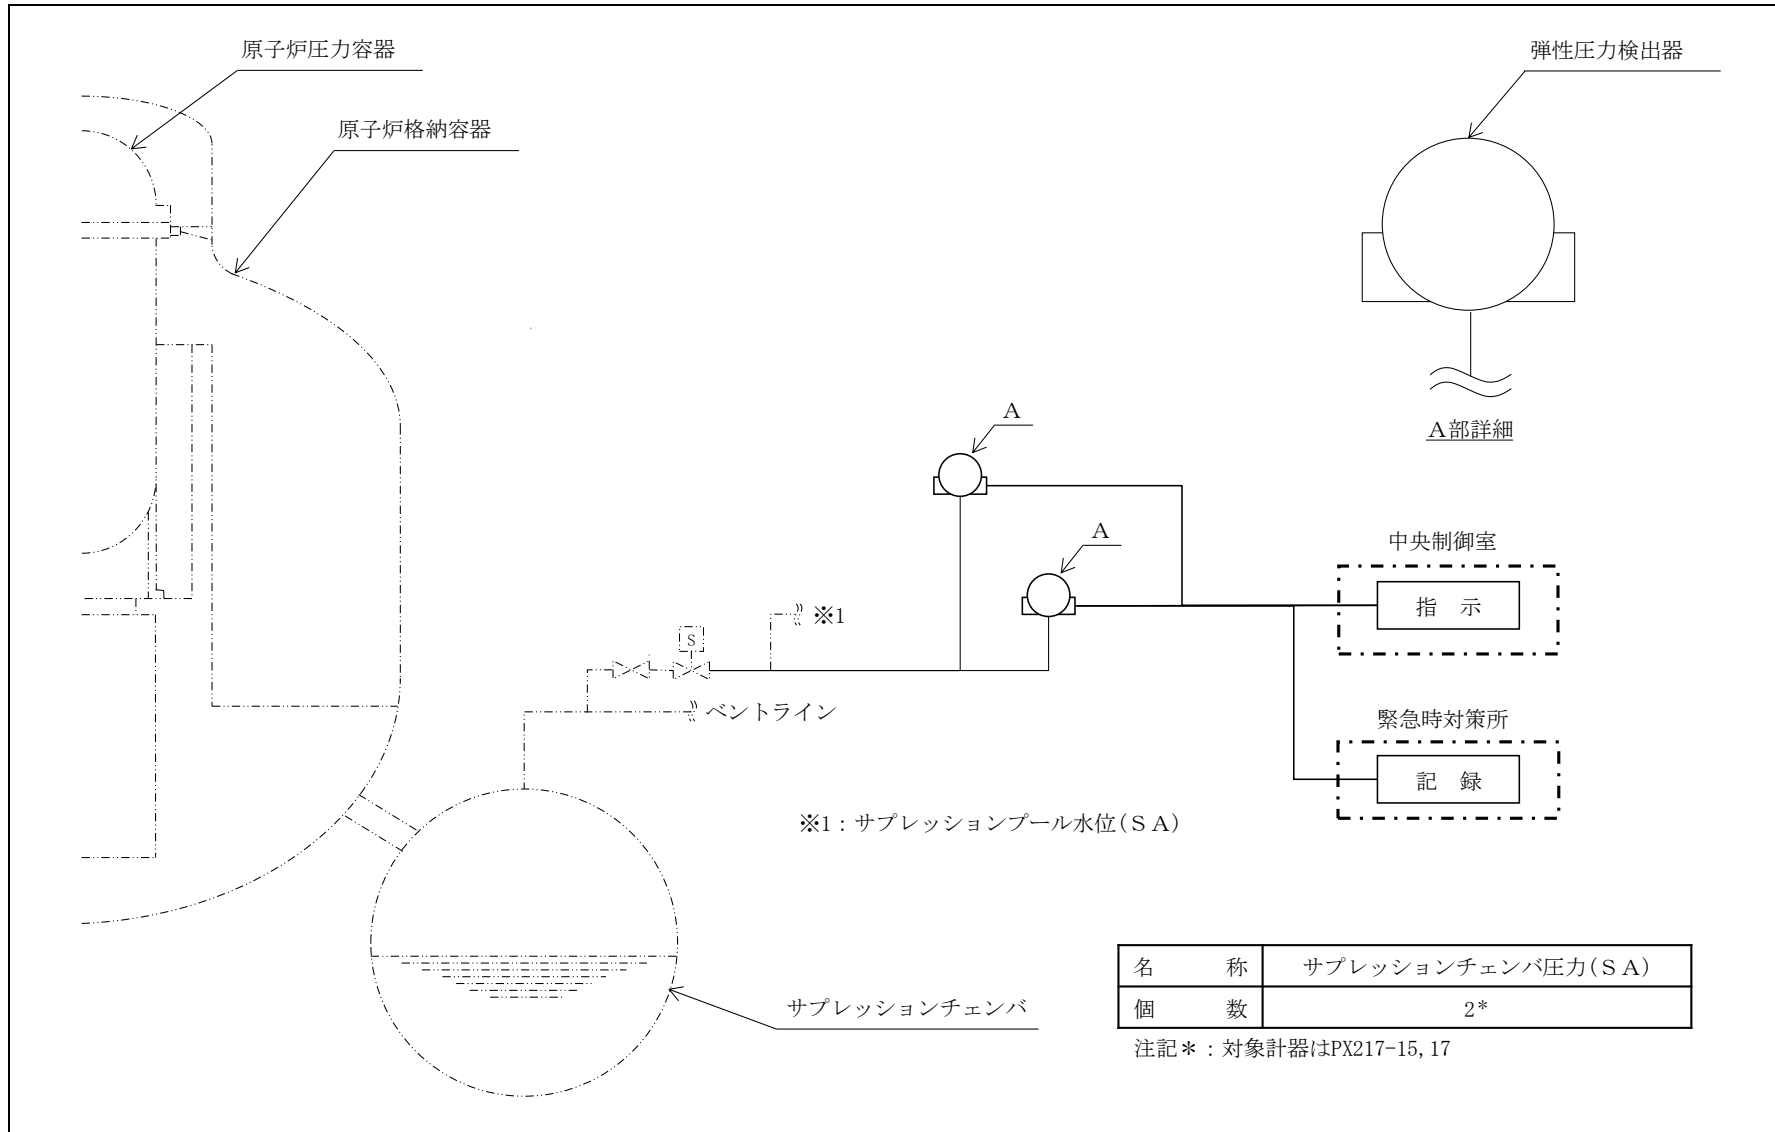 原子炉圧力容器
弾性圧力検出器
原子炉格納容器
A
A部詳細
A
中央制御室
指 示
※1
S
ベントライン
緊急時対策所
記 録
※1:サプレッションプール水位(SA)
名 称 サプレッションチェンバ圧力(SA)
個 数 2*
サプレッションチェンバ
注記*:対象計器はPX217-15,17